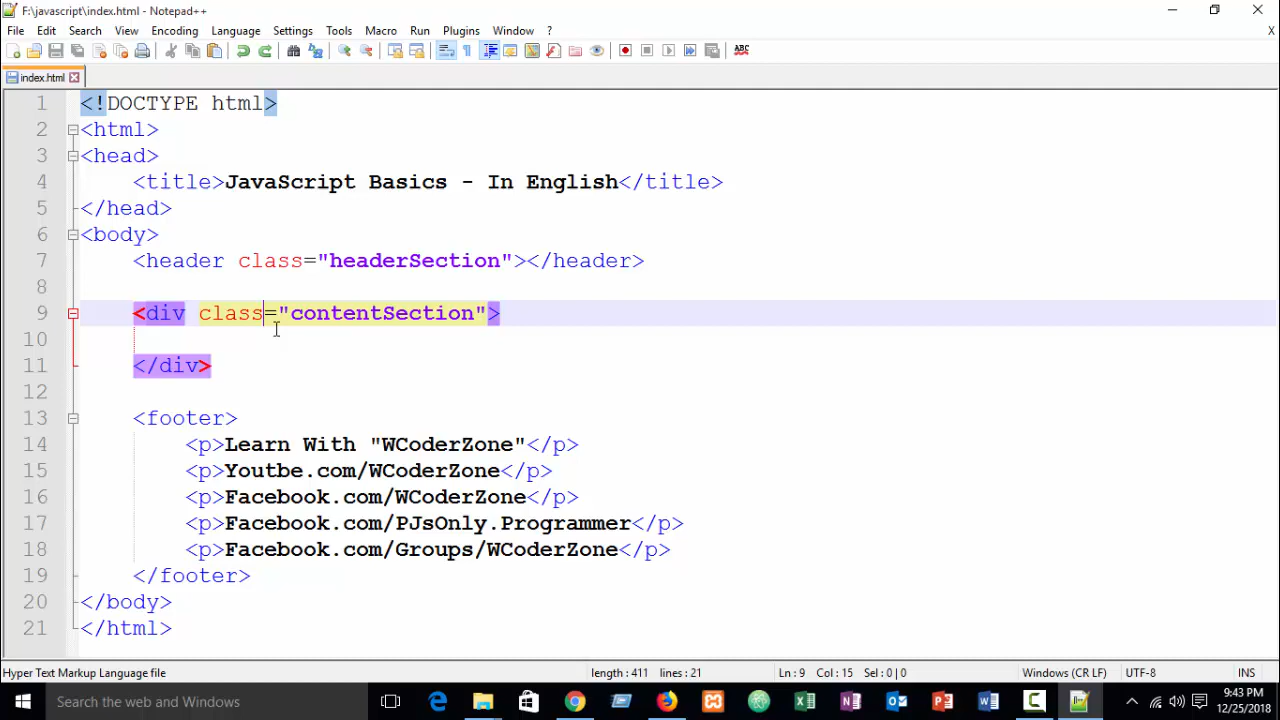 F:\javascript\index.html - Notepad++
File Edit Search View Encoding Language Settings Tools Macro Run Plugins Window ? X
ABC
index.html
1 <!DOCTYPE html>
2 <html>
3 <head>
4 <title>JavaScript Basics - In English</title>
5 </head>
6 <body>
7 <header class="headerSection"></header>
8
9 <div class="contentSection">
10
11 </div>
12
13 <footer>
14 <p>Learn With "WCoderZone"</p>
15 <p>Youtbe.com/WCoderZone</p>
16 <p>Facebook.com/WCoderZone</p>
17 <p>Facebook.com/PJsOnly.Programmer</p>
18 <p>Facebook.com/Groups/WCoderZone</p>
19 </footer>
20 </body>
21 </html>
Hyper Text Markup Language file length : 411 lines : 21 Ln : 9 Col : 15 Sel : 0 | 0 Windows (CR LF) UTF-8 INS
Search the web and Windows
9:43 PM
12/25/2018